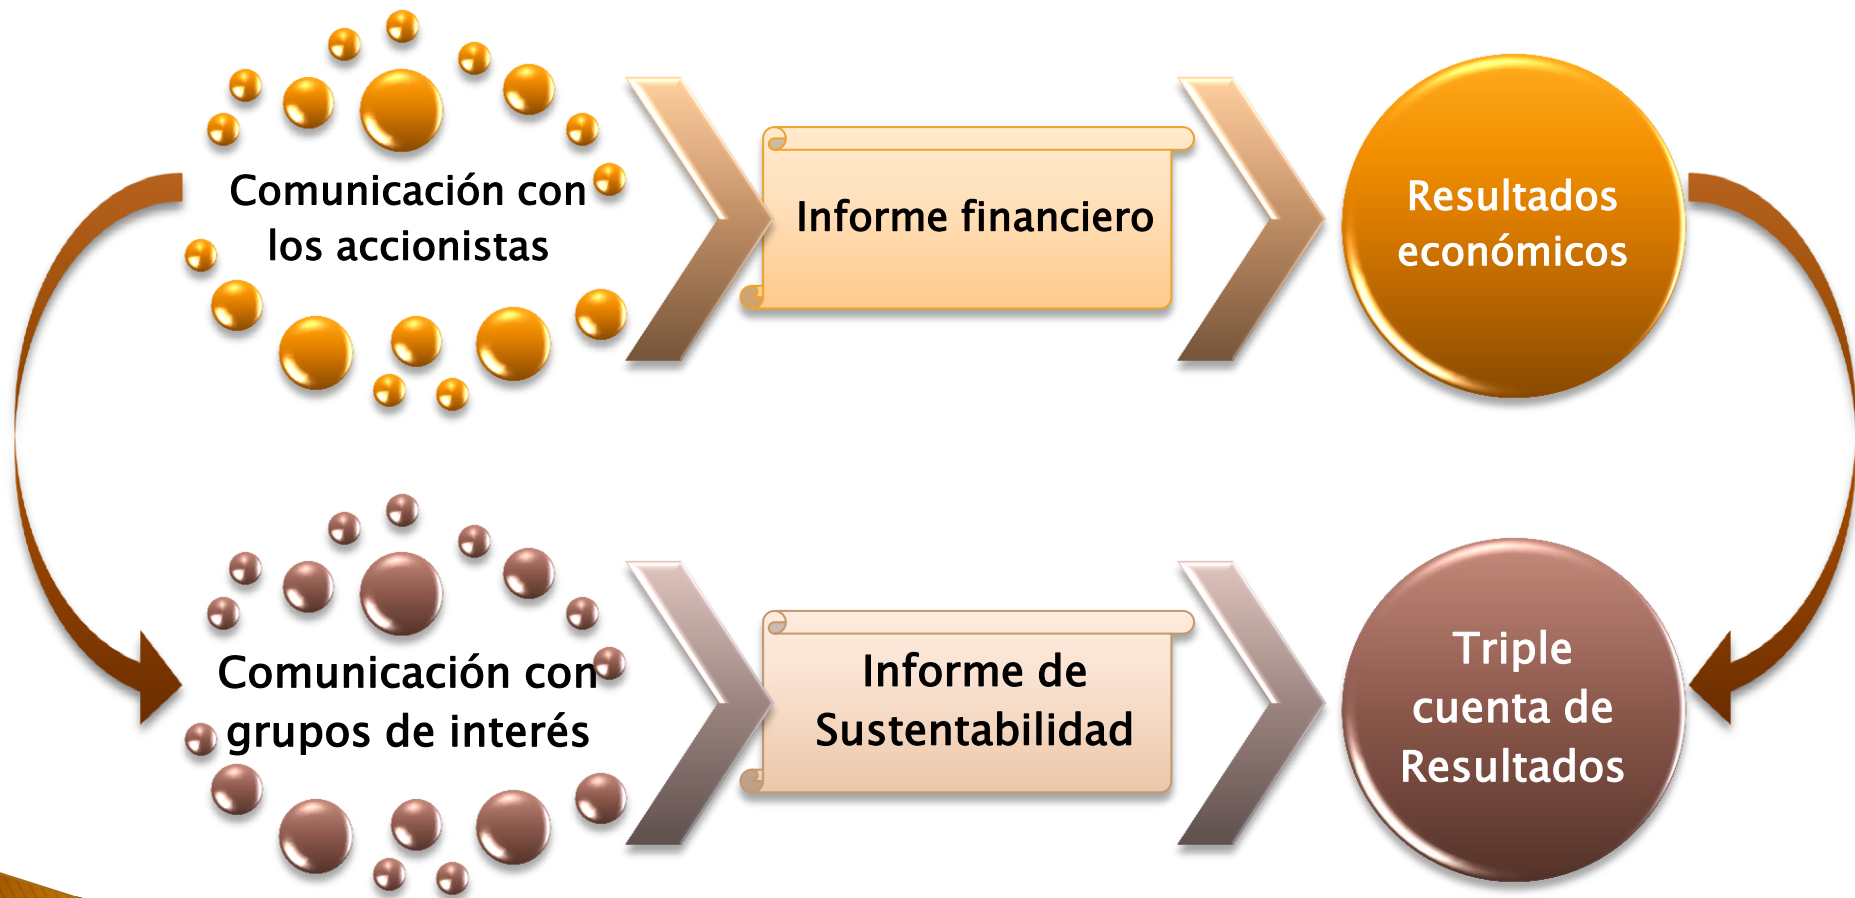 Comunicación con
los accionistas
Informe financiero
Resultados
económicos
Comunicación con
grupos de interés
Informe de
Sustentabilidad
Triple
cuenta de
Resultados